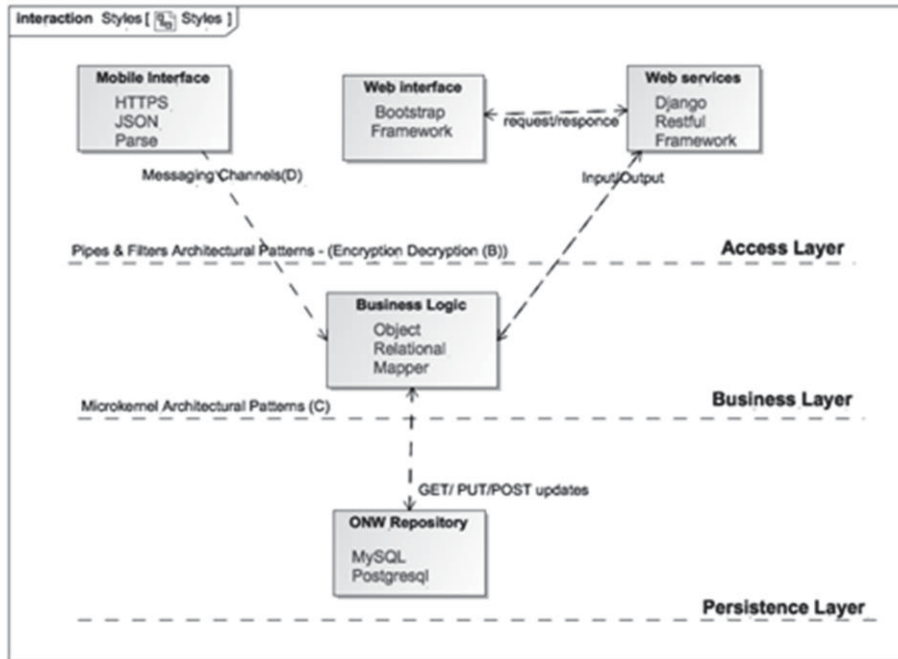 interaction Styles [ Styles ]
Mobile Interface
HTTPS
JSON
Parse
Web interface
Bootstrap
Framework
request/responce
Web services
Django
Restful
Framework
Messaging Channels(D)
Input/Output
Pipes & Filters Architectural Patterns - (Encryption Decryption (B))
Access Layer
Business Logic
Object
Relational
Mapper
Microkernel Architectural Patterns (C)
Business Layer
GET/ PUT/POST updates
ONW Repository
MySQL
Postgresql
Persistence Layer